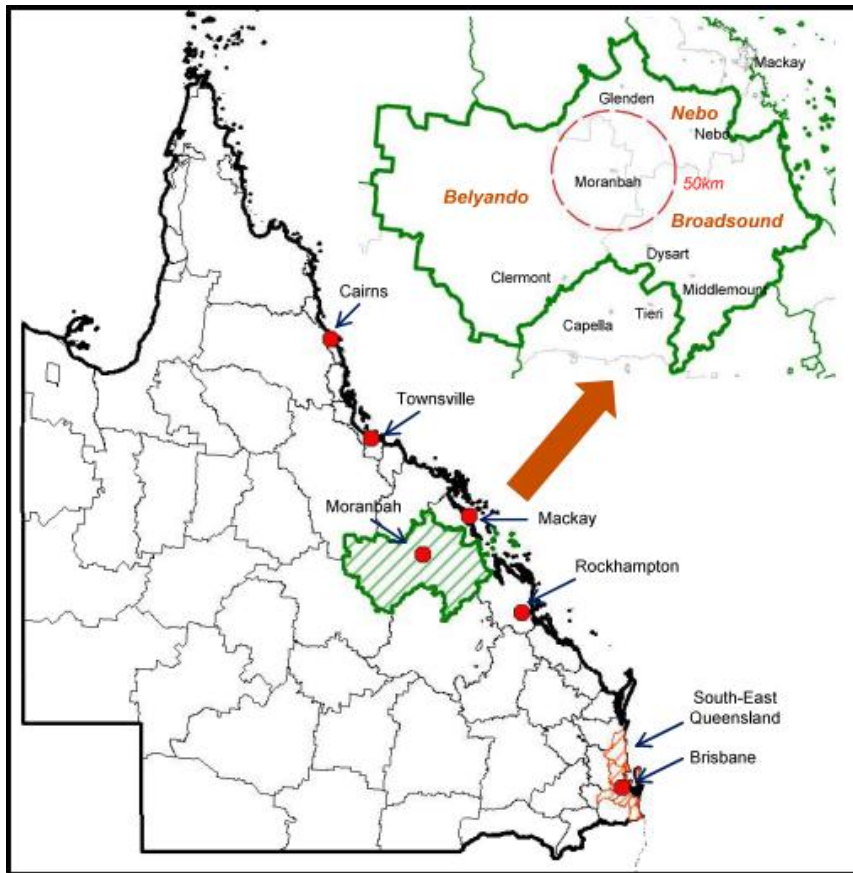 Mackay
Glenden
Nebo
Nebo
Moranbah
50km
Belyando
Broadsound
Dysart
Clermont
Middlemount
Tieri
Capella
Cairns
Townsville
Moranbah
Mackay
Rockhampton
South-East
Queensland
Brisbane